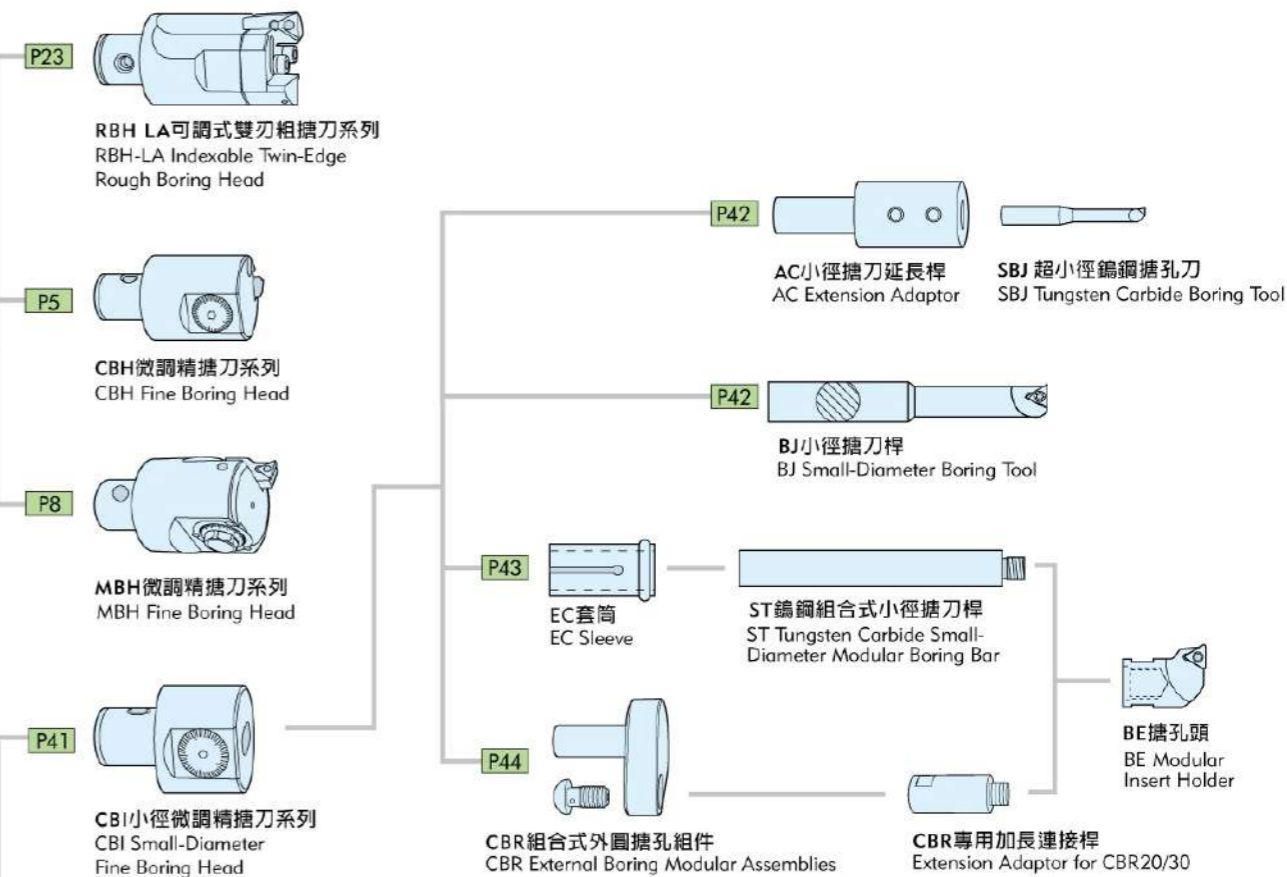 P23
RBH LA可調式雙刃粗搪刀系列
RBH-LA Indexable Twin-Edge
Rough Boring Head
P5
CBH微調精搪刀系列
CBH Fine Boring Head
P8
MBH微調精搪刀系列
MBH Fine Boring Head
P41
CBI小徑微調精搪刀系列
CBI Small-Diameter
Fine Boring Head
P42
AC小徑搪刀延長桿
AC Extension Adaptor
SBJ 超小徑鎢鋼搪孔刀
SBJ Tungsten Carbide Boring Tool
P42
BJ小徑搪刀桿
BJ Small-Diameter Boring Tool
P43
EC套筒
EC Sleeve
ST鎢鋼組合式小徑搪刀桿
ST Tungsten Carbide Small-
Diameter Modular Boring Bar
P44
CBR組合式外圓搪孔組件
CBR External Boring Modular Assemblies
CBR專用加長連接桿
Extension Adaptor for CBR20/30
BE搪孔頭
BE Modular
Insert Holder